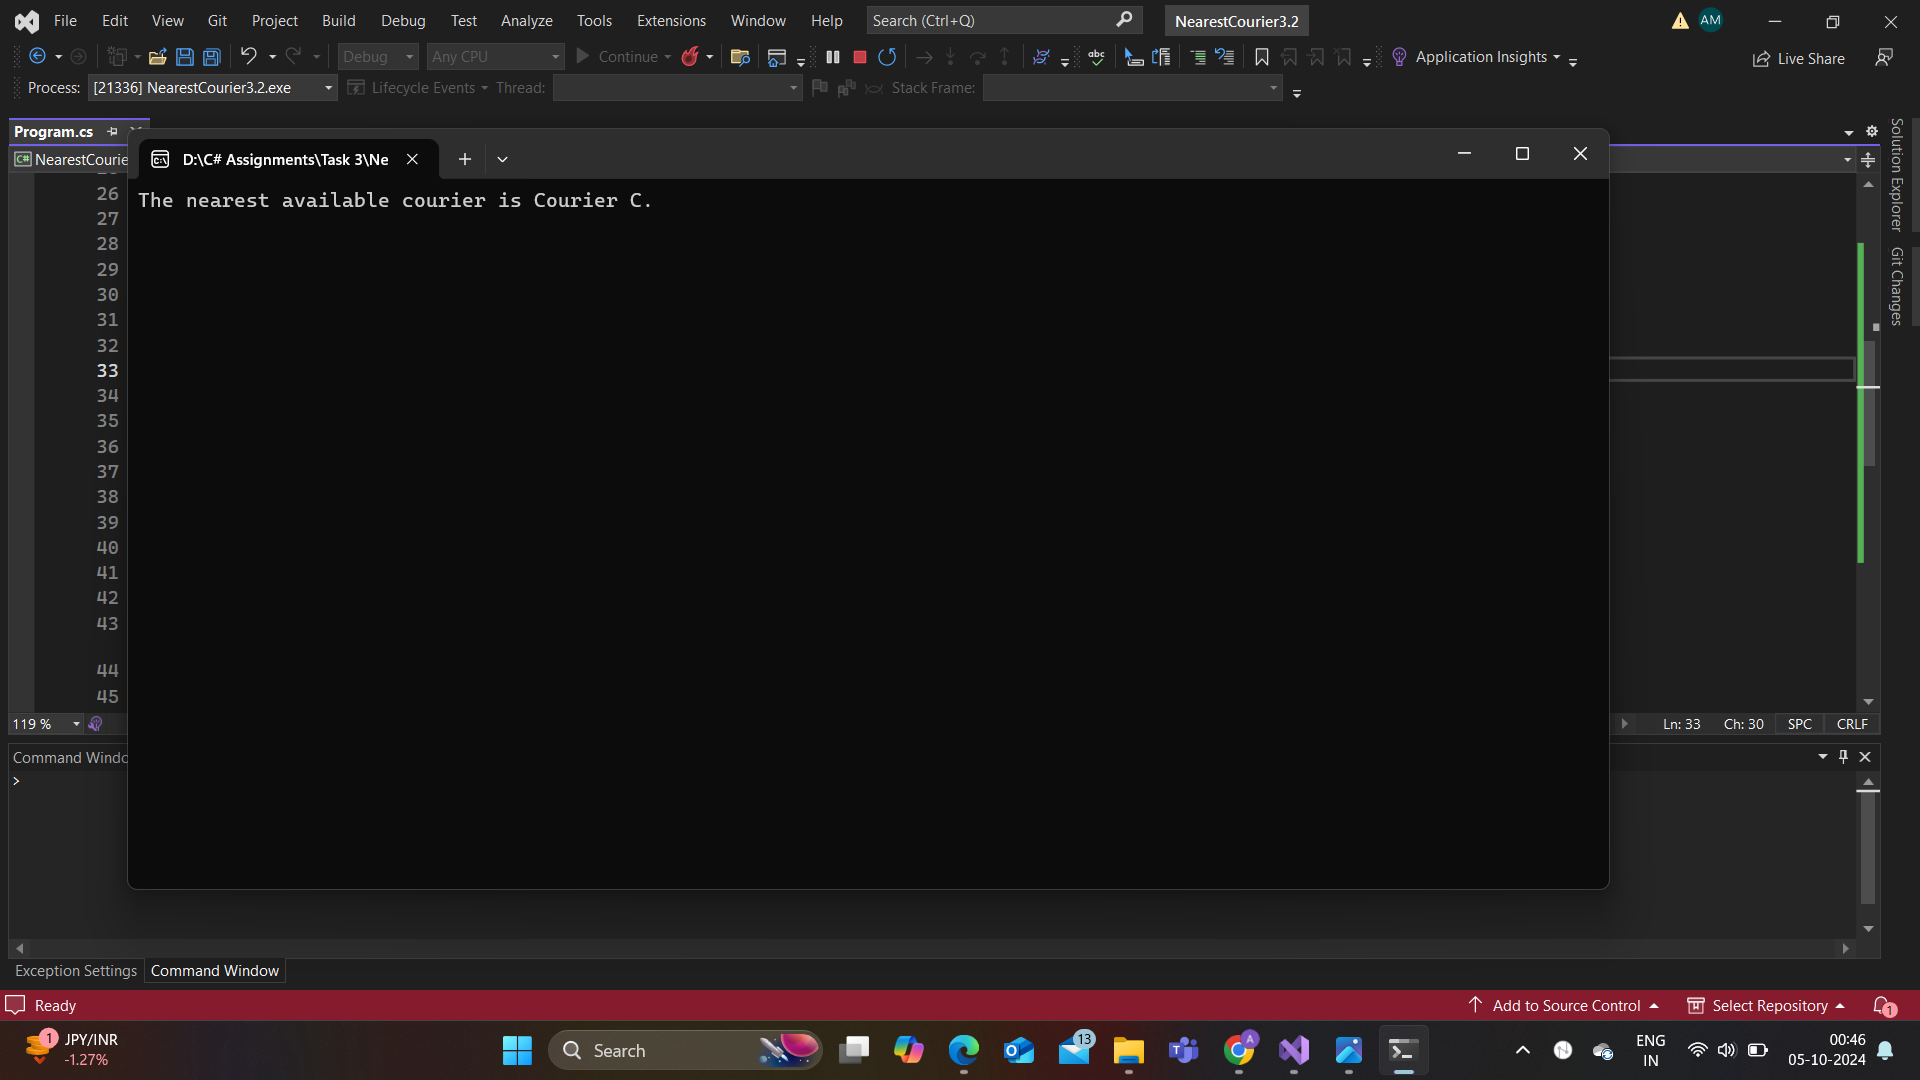 File Edit View Git Project Build Debug Test Analyze Tools Extensions Window Help Search (Ctrl+Q) NearestCourier3.2 AM
Debug Any CPU Continue abc Application Insights Live Share
Process: [21336] NearestCourier3.2.exe Lifecycle Events Thread: Stack Frame:
Program.cs
C# NearestCourie
D:\C# Assignments\Task 3\Ne
The nearest available courier is Courier C.
26
27
28
29
30
31
32
33
34
35
36
37
38
39
40
41
42
43
44
45
Solution Explorer
Git Changes
119 % Ln: 33 Ch: 30 SPC CRLF
Command Windo
>
Exception Settings Command Window
Ready Add to Source Control Select Repository 1
1 JPY/INR
-1.27%
Search
13
A
ENG
IN
00:46
05-10-2024